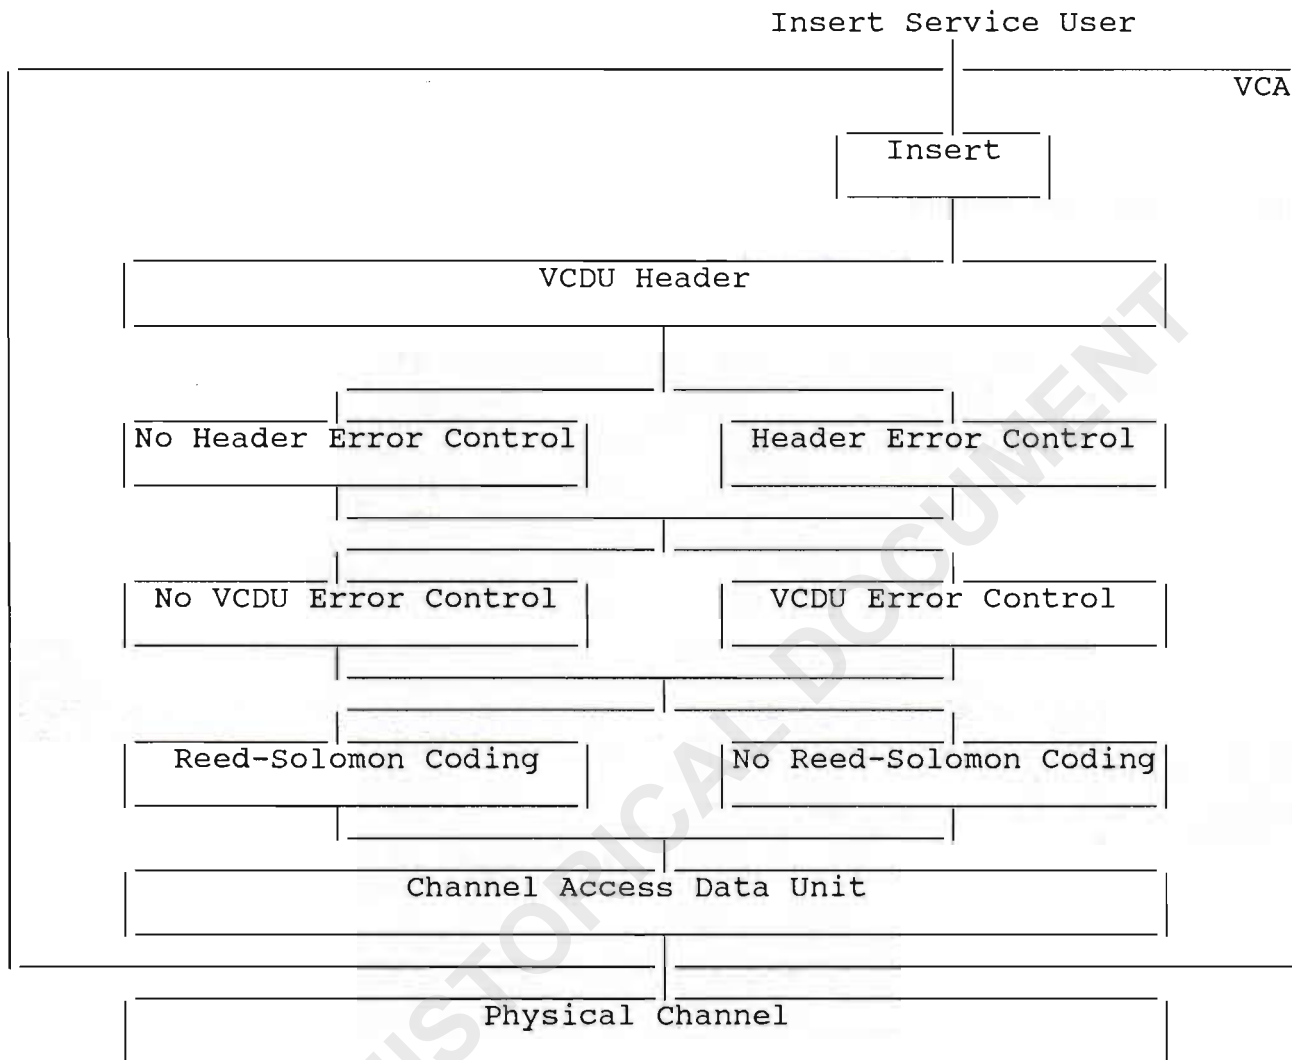 Insert Service User
VCA
Insert
VCDU Header
No Header Error Control
Header Error Control
No VCDU Error Control
VCDU Error Control
Reed-Solomon Coding
No Reed-Solomon Coding
Channel Access Data Unit
Physical Channel
HISTORICAL DOCUMENT